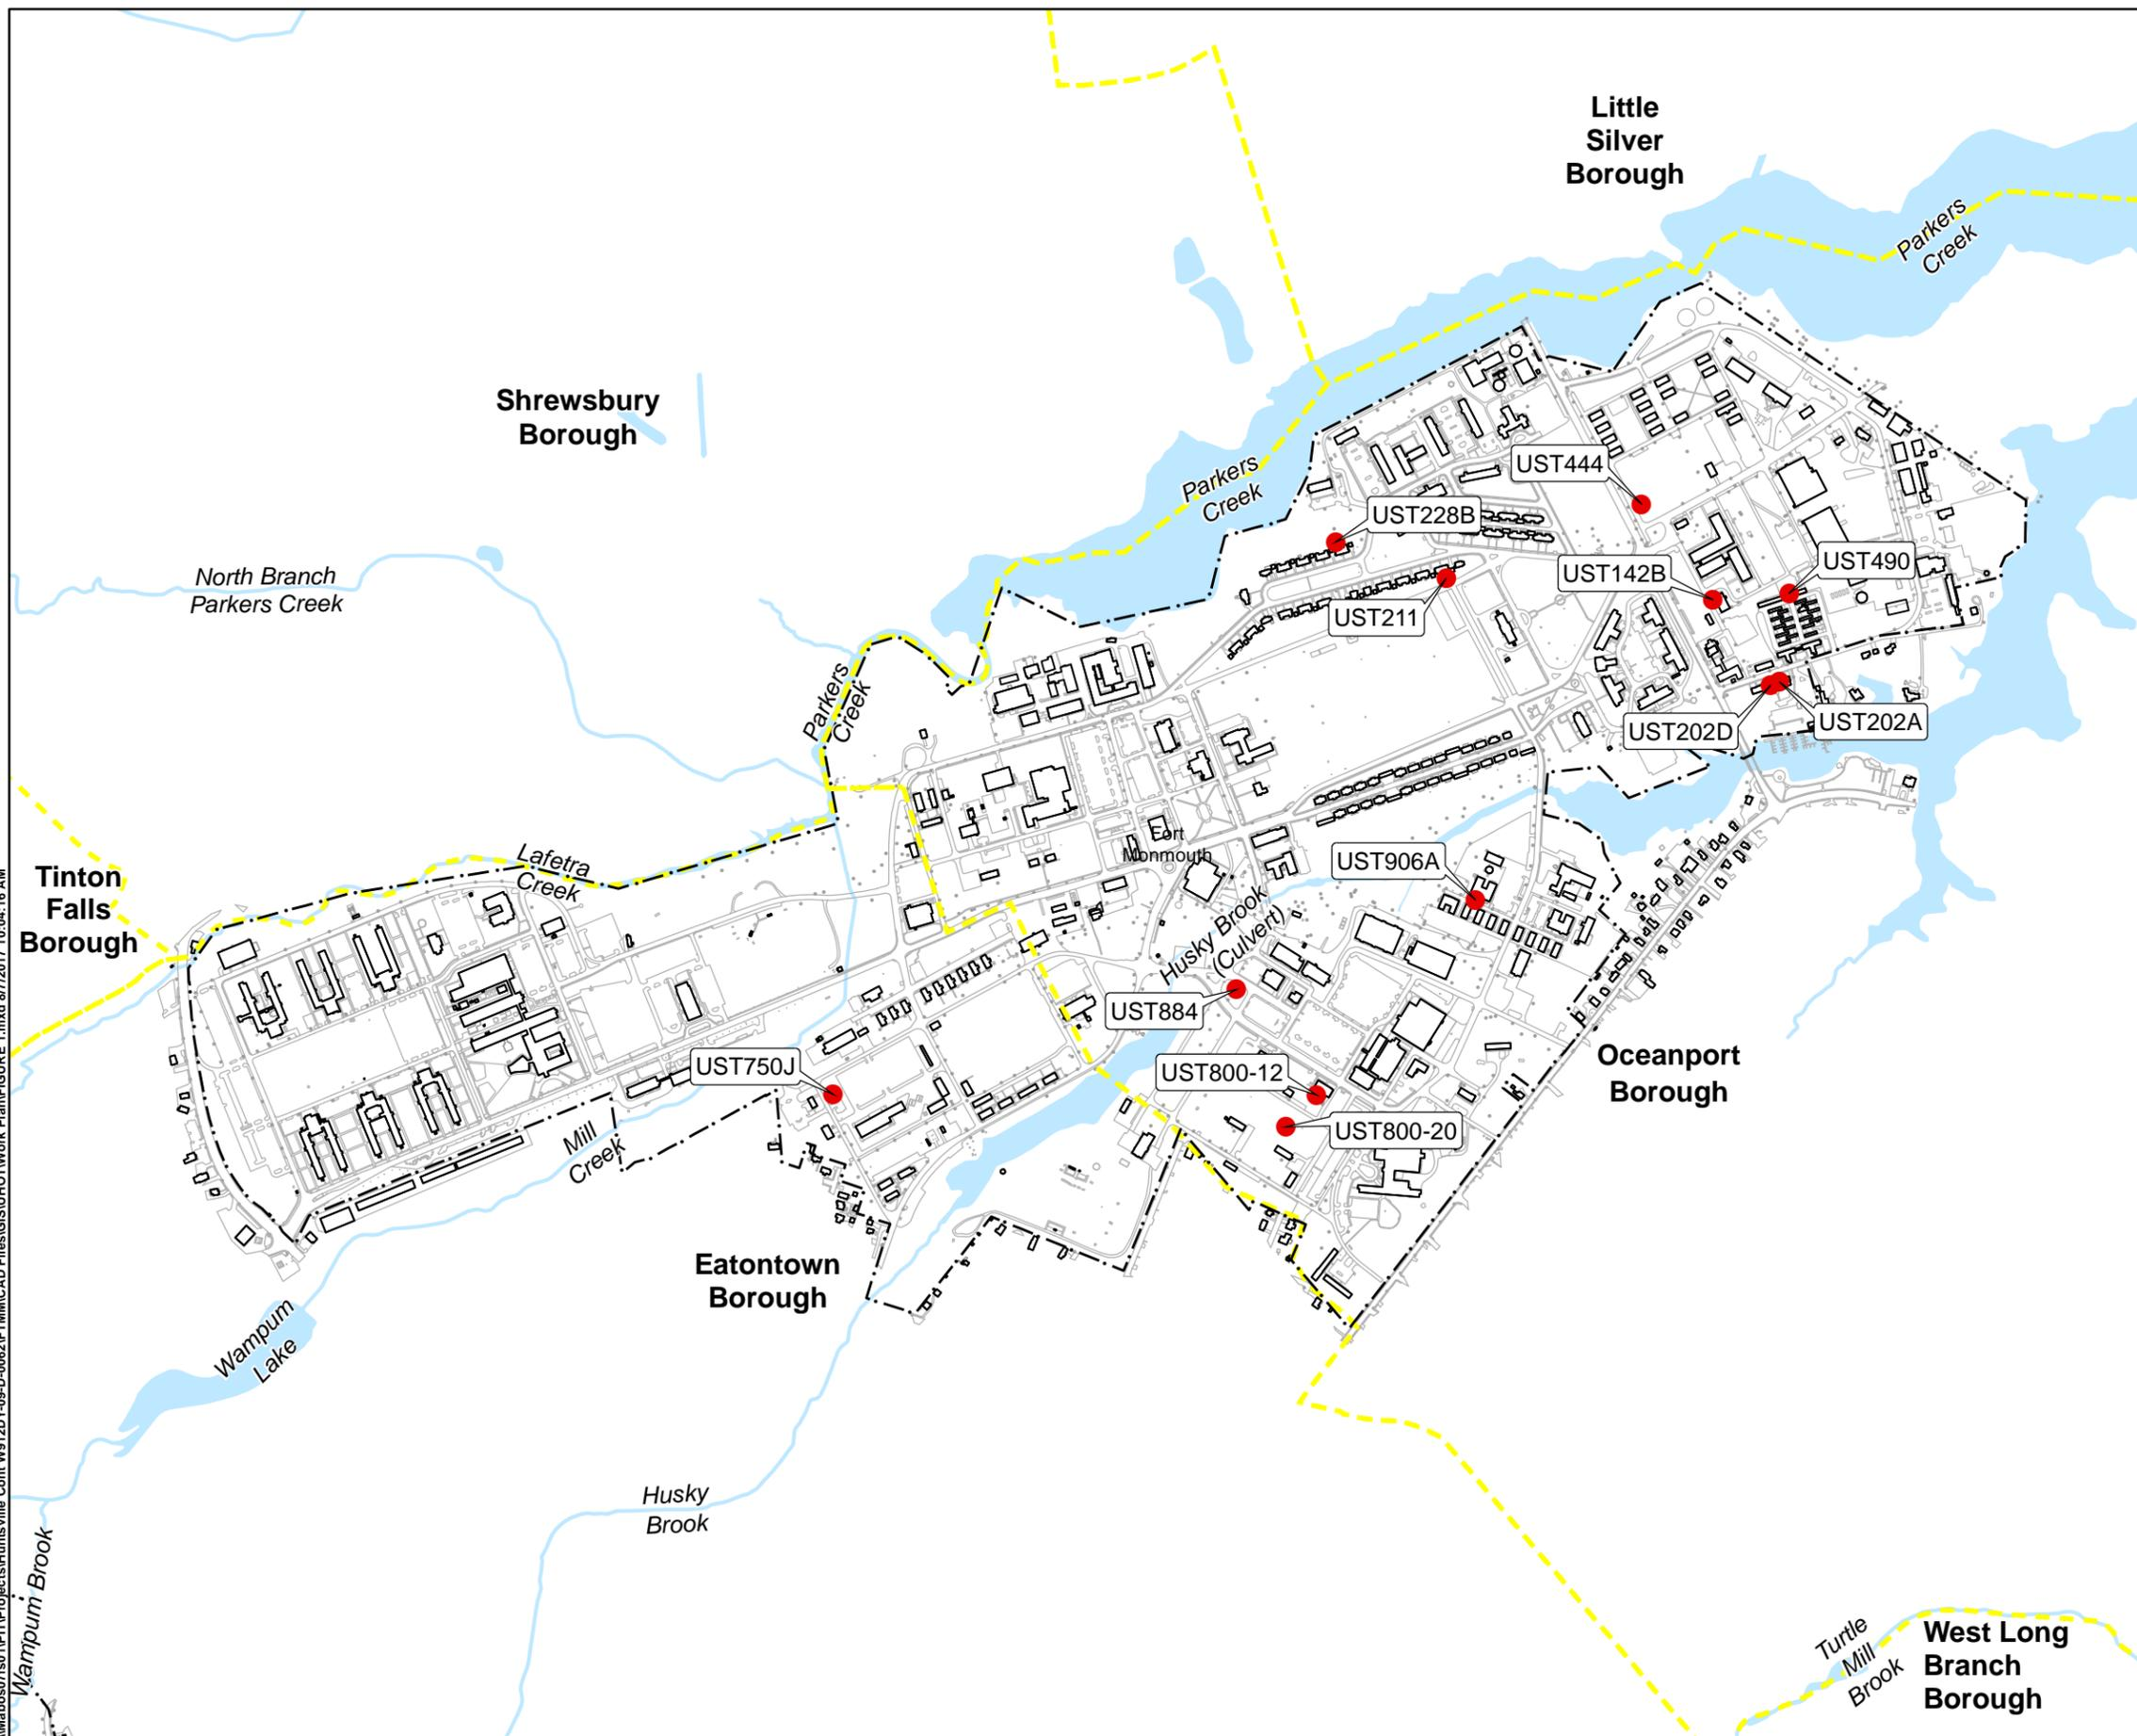 Little
Silver
Borough
Parkers
Creek
Shrewsbury
Borough
UST444
Parkers
Creek
UST228B
UST490
North Branch
Parkers Creek
UST142B
UST211
Parkers
Creek
UST202D
UST202A
Fort
Monmouth
Lafetra
Creek
UST906A
Tinton
Falls
Borough
Husky Brook
(Culvert)
UST884
UST750J
UST800-12
Oceanport
Borough
UST800-20
Mill
Creek
Eatontown
Borough
Wampum
Lake
Husky
Brook
Wampum Brook
Turtle
Mill
Brook
West Long
Branch
Borough